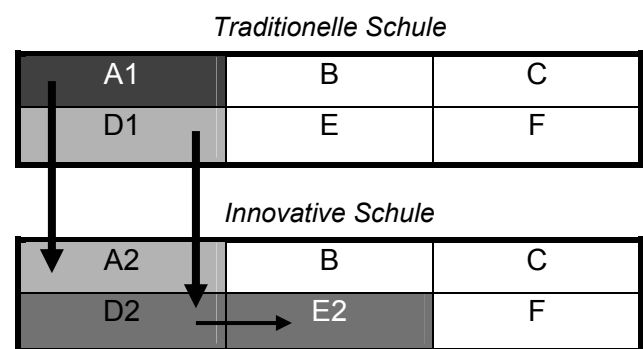 Traditionelle Schule
A1 B C
D1 E F
Innovative Schule
A2 B C
D2 E2 F